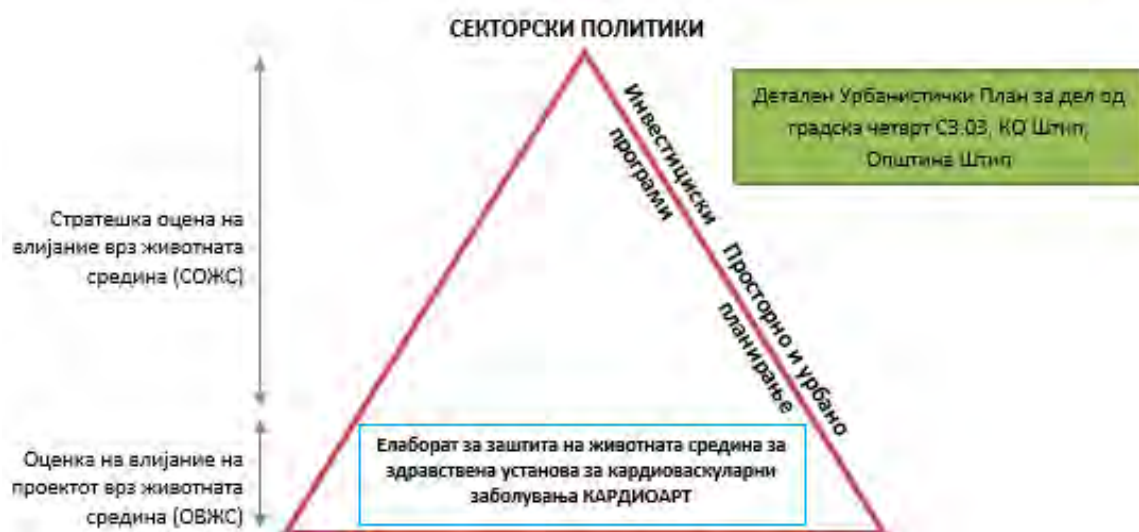 СЕКТОРСКИ ПОЛИТИКИ
Инвестициски
програми
Просторно и урбано
планирање
Детален Урбанистички План за дел од
градска четврт СЗ.03, КО Штип,
Општина Штип
Стратешка оцена на
влијание врз животната
средина (СОЖС)
Оценка на влијание на
проектот врз животната
средина (ОВЖС)
Елаборат за заштита на животната средина за
здравствена установа за кардиоваскуларни
заболувања КАРДИОАРТ